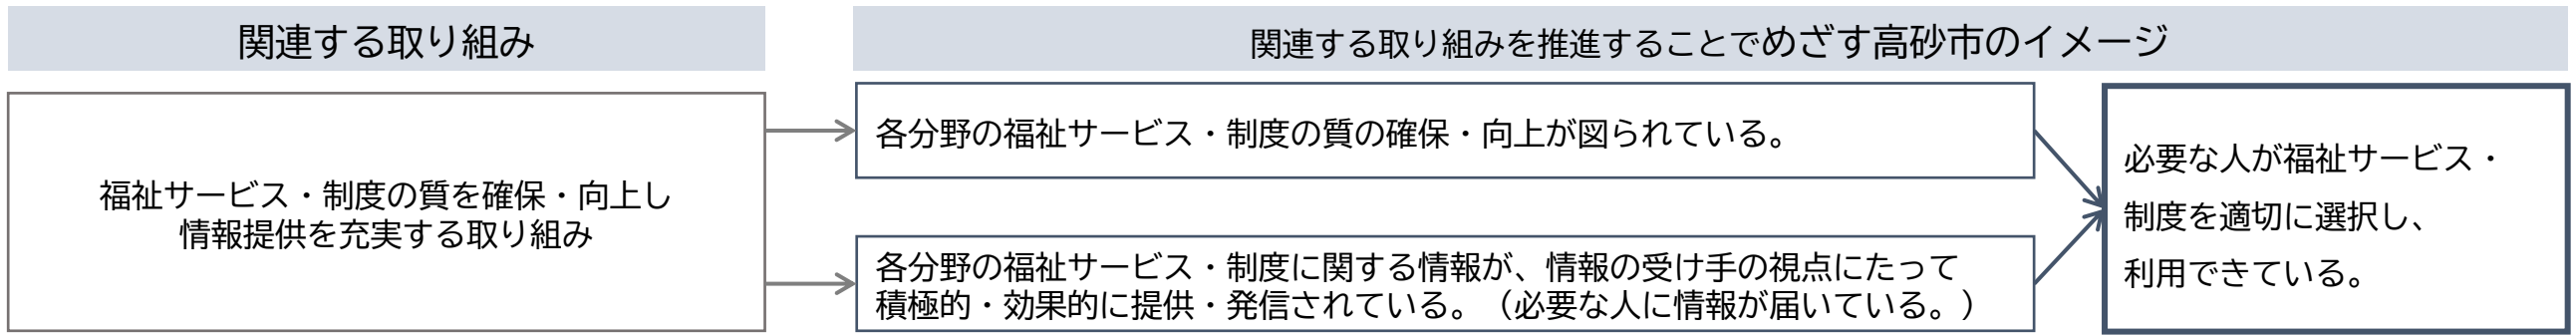 関連する取り組み
関連する取り組みを推進することでめざす高砂市のイメージ
福祉サービス・制度の質を確保・向上し
情報提供を充実する取り組み
各分野の福祉サービス・制度の質の確保・向上が図られている。
各分野の福祉サービス・制度に関する情報が、情報の受け手の視点にたって
積極的・効果的に提供・発信されている。（必要な人に情報が届いている。）
必要な人が福祉サービス・
制度を適切に選択し、
利用できている。